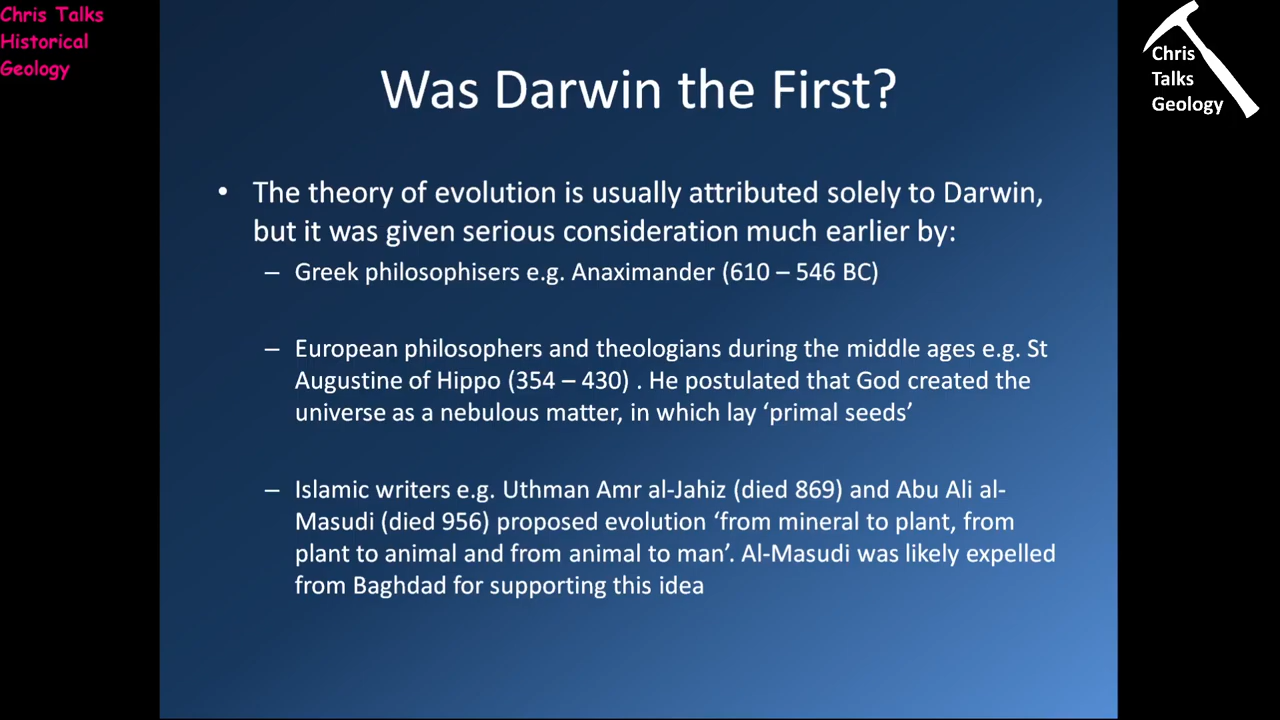 Chris Talks
Historical
Geology
Chris
Talks
Geology
Was Darwin the First?
• The theory of evolution is usually attributed solely to Darwin,
but it was given serious consideration much earlier by:
– Greek philosophisers e.g. Anaximander (610 – 546 BC)
– European philosophers and theologians during the middle ages e.g. St
Augustine of Hippo (354 – 430) . He postulated that God created the
universe as a nebulous matter, in which lay ‘primal seeds’
– Islamic writers e.g. Uthman Amr al-Jahiz (died 869) and Abu Ali al-
Masudi (died 956) proposed evolution ‘from mineral to plant, from
plant to animal and from animal to man’. Al-Masudi was likely expelled
from Baghdad for supporting this idea